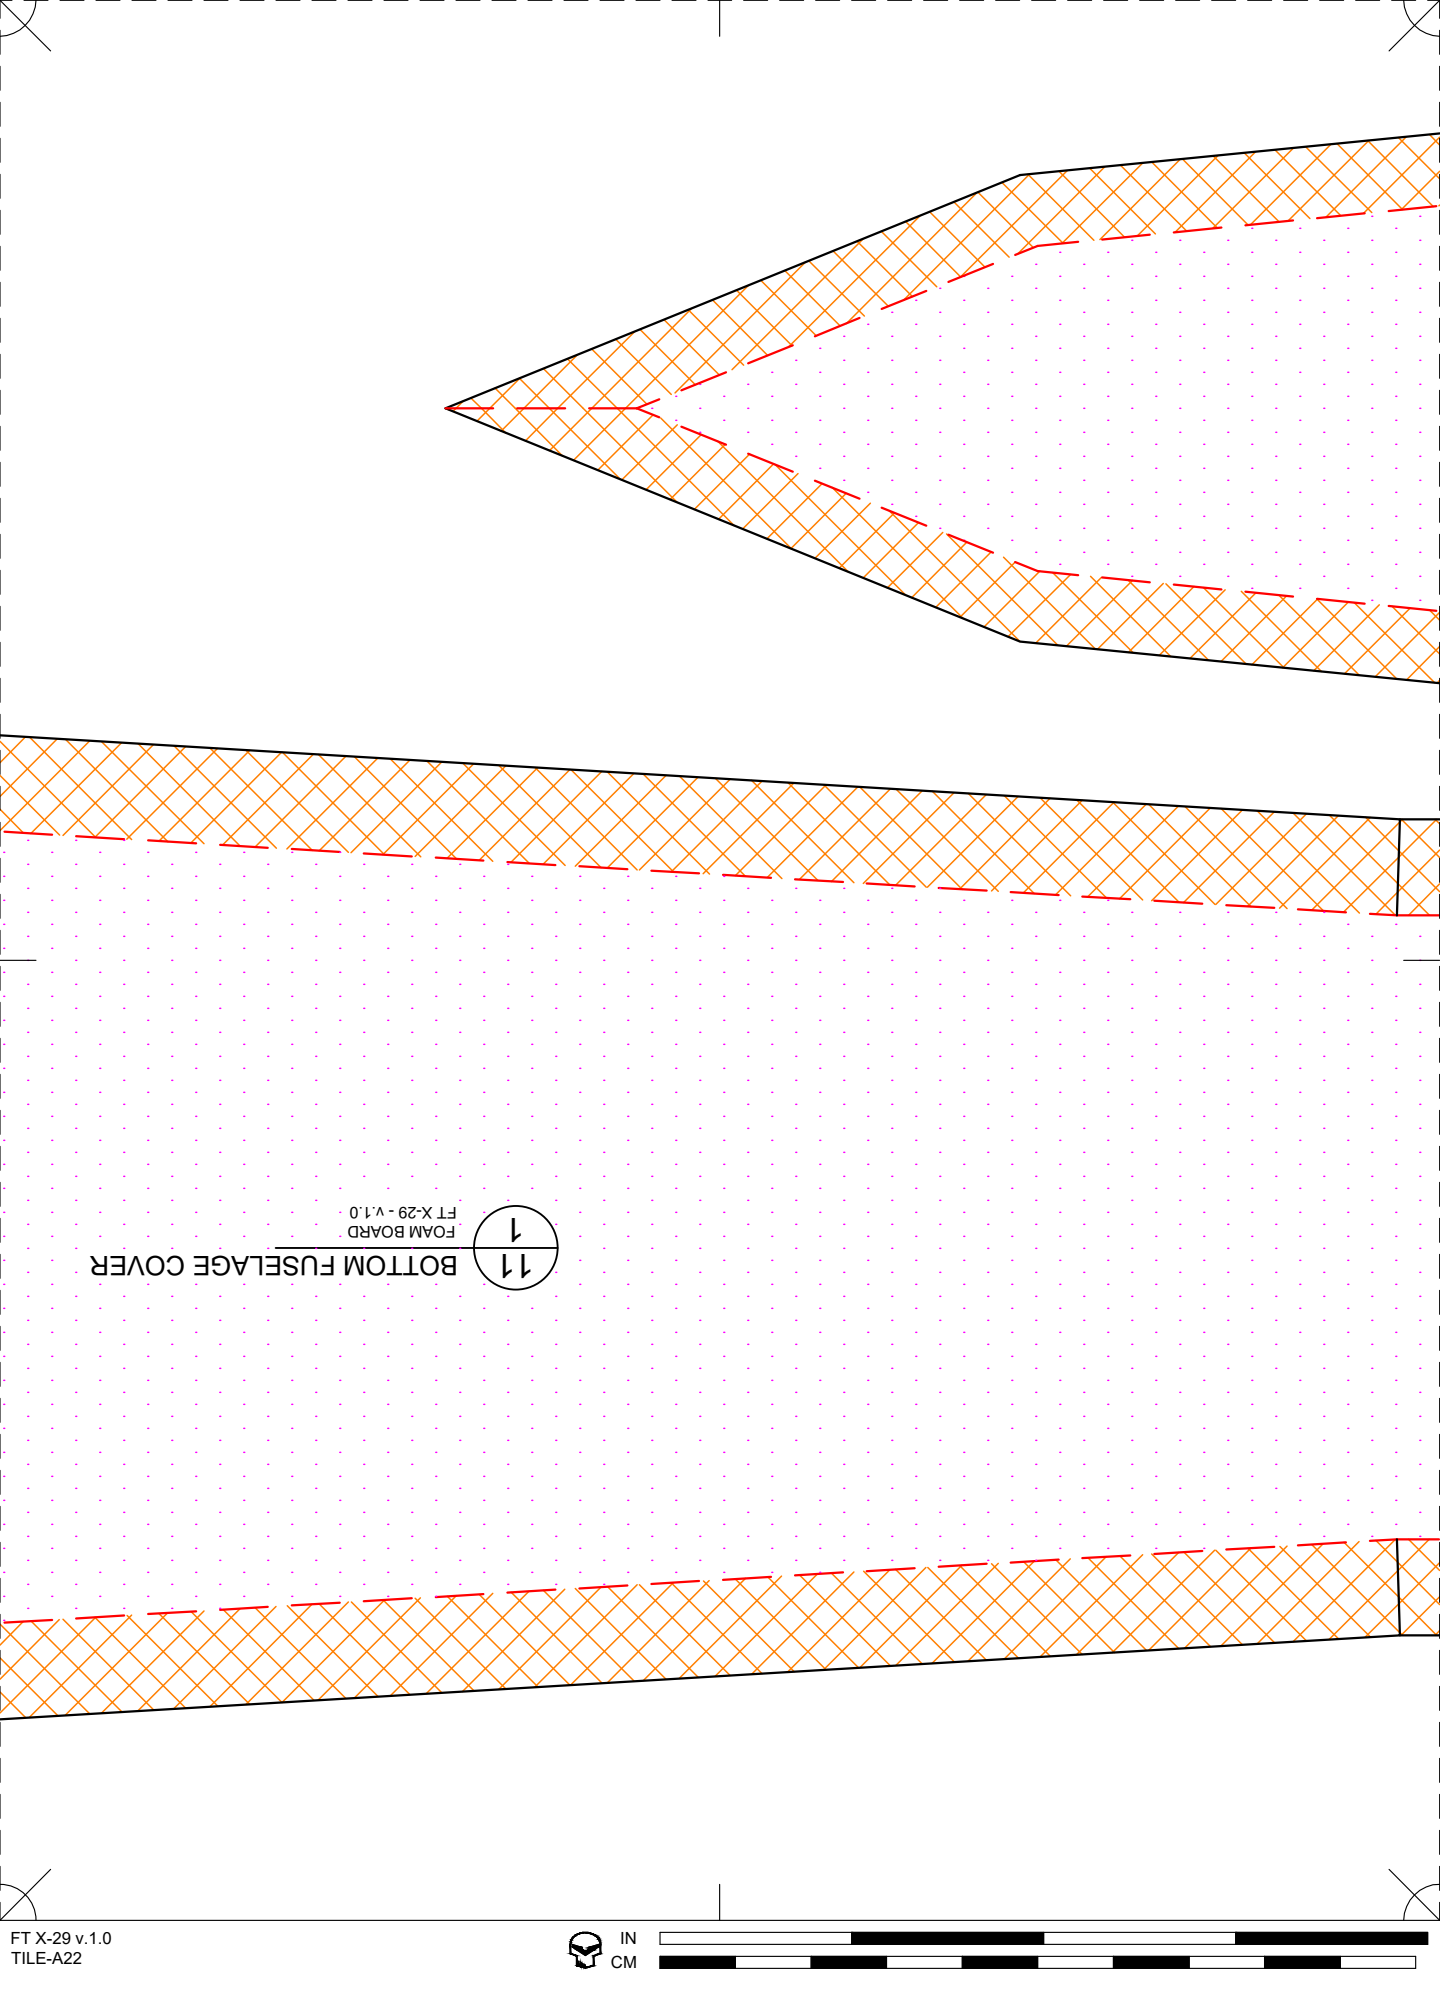 11
BOTTOM FUSELAGE COVER
1
FOAM BOARD
FT X-29 - v.1.0
FT X-29 v.1.0
TILE-A22
IN
CM